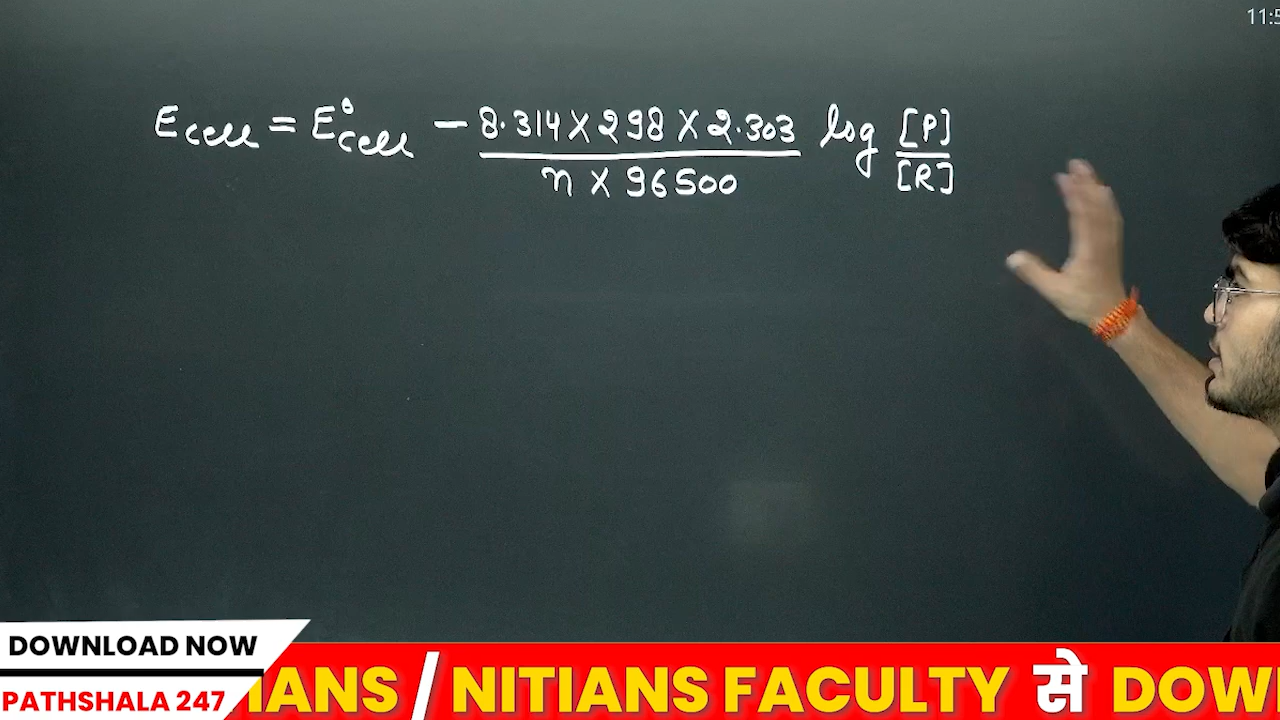 11:5
Ecell = E°cell - 8.314 X 298 X 2.303 / n X 96500 log [P] / [R]
DOWNLOAD NOW
PATHSHALA 247
IANS / NITIANS FACULTY से DOW